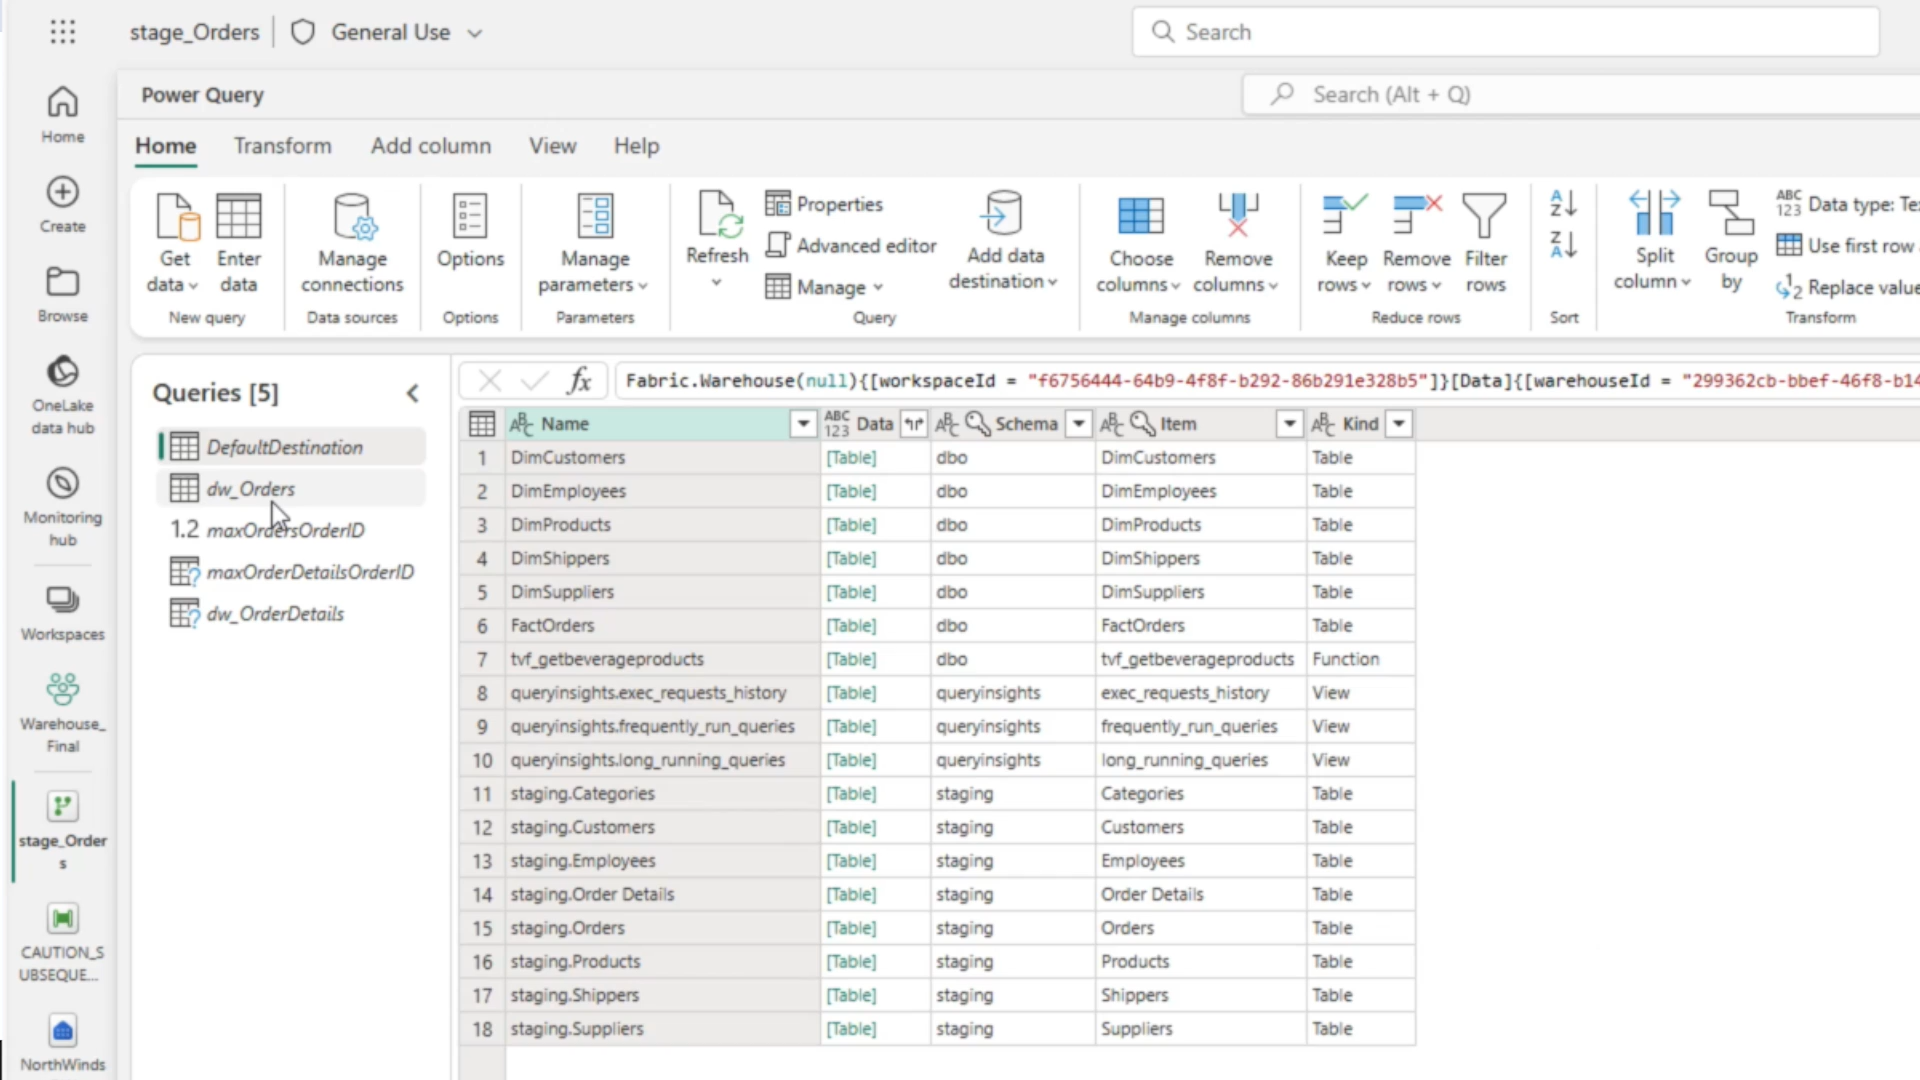 stage_Orders
General Use
Search
Power Query
Search (Alt + Q)
Home
Transform
Add column
View
Help
Get data
Enter data
New query
Manage connections
Data sources
Options
Options
Manage parameters
Parameters
Refresh
Properties
Advanced editor
Manage
Add data destination
Query
Choose columns
Remove columns
Manage columns
Keep rows
Remove rows
Filter rows
Reduce rows
Sort
Split column
Group by
Data type: Te
Use first row
Replace value
Transform
Home
Create
Browse
OneLake data hub
Monitoring hub
Workspaces
Warehouse_
Final
stage_Order
s
CAUTION_S
UBSEQUE...
NorthWinds
Queries [5]
DefaultDestination
dw_Orders
1.2 maxOrdersOrderID
maxOrderDetailsOrderID
dw_OrderDetails
fx Fabric.Warehouse(null){[workspaceId = "f6756444-64b9-4f8f-b292-86b291e328b5"]}[Data]{[warehouseId = "299362cb-bbef-46f8-b14
Name Data Schema Item Kind
1 DimCustomers [Table] dbo DimCustomers Table
2 DimEmployees [Table] dbo DimEmployees Table
3 DimProducts [Table] dbo DimProducts Table
4 DimShippers [Table] dbo DimShippers Table
5 DimSuppliers [Table] dbo DimSuppliers Table
6 FactOrders [Table] dbo FactOrders Table
7 tvf_getbeverageproducts [Table] dbo tvf_getbeverageproducts Function
8 queryinsights.exec_requests_history [Table] queryinsights exec_requests_history View
9 queryinsights.frequently_run_queries [Table] queryinsights frequently_run_queries View
10 queryinsights.long_running_queries [Table] queryinsights long_running_queries View
11 staging.Categories [Table] staging Categories Table
12 staging.Customers [Table] staging Customers Table
13 staging.Employees [Table] staging Employees Table
14 staging.Order Details [Table] staging Order Details Table
15 staging.Orders [Table] staging Orders Table
16 staging.Products [Table] staging Products Table
17 staging.Shippers [Table] staging Shippers Table
18 staging.Suppliers [Table] staging Suppliers Table